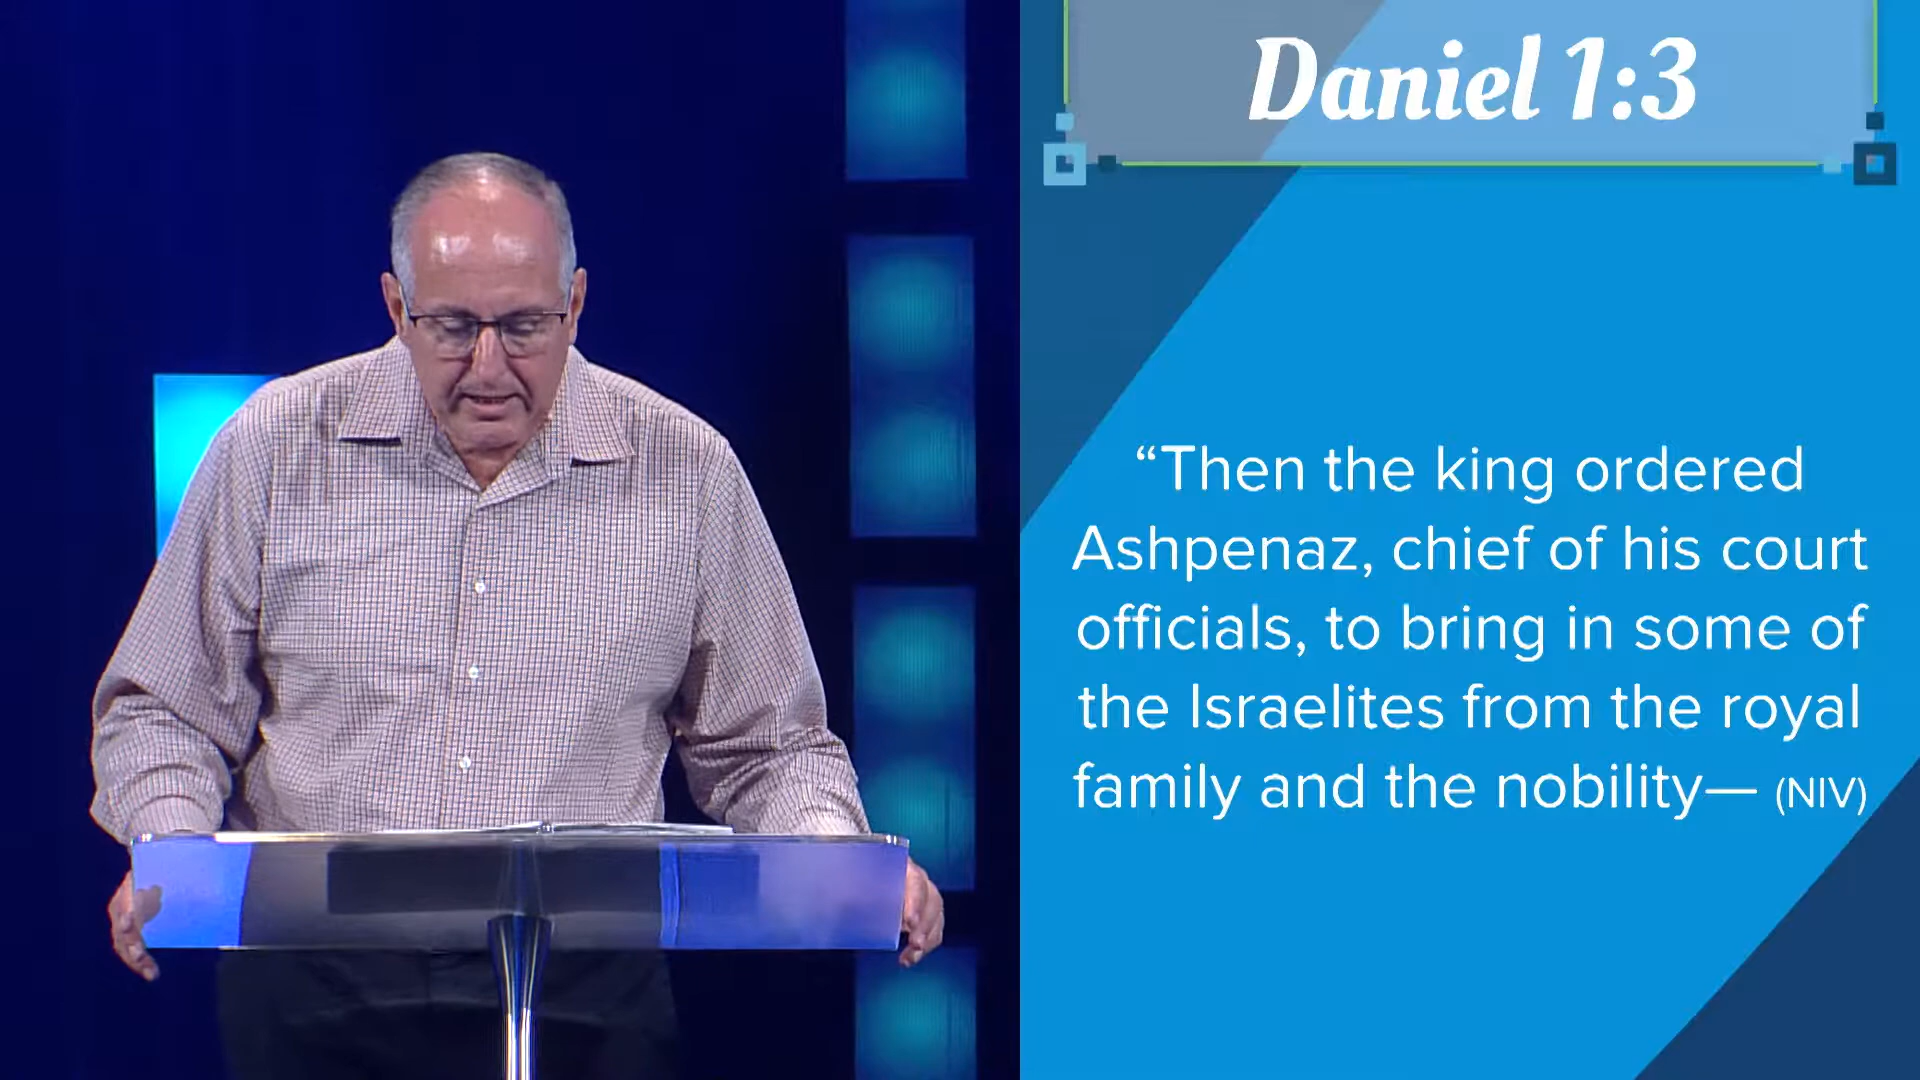 Daniel 1:3
“Then the king ordered
Ashpenaz, chief of his court
officials, to bring in some of
the Israelites from the royal
family and the nobility— (NIV)